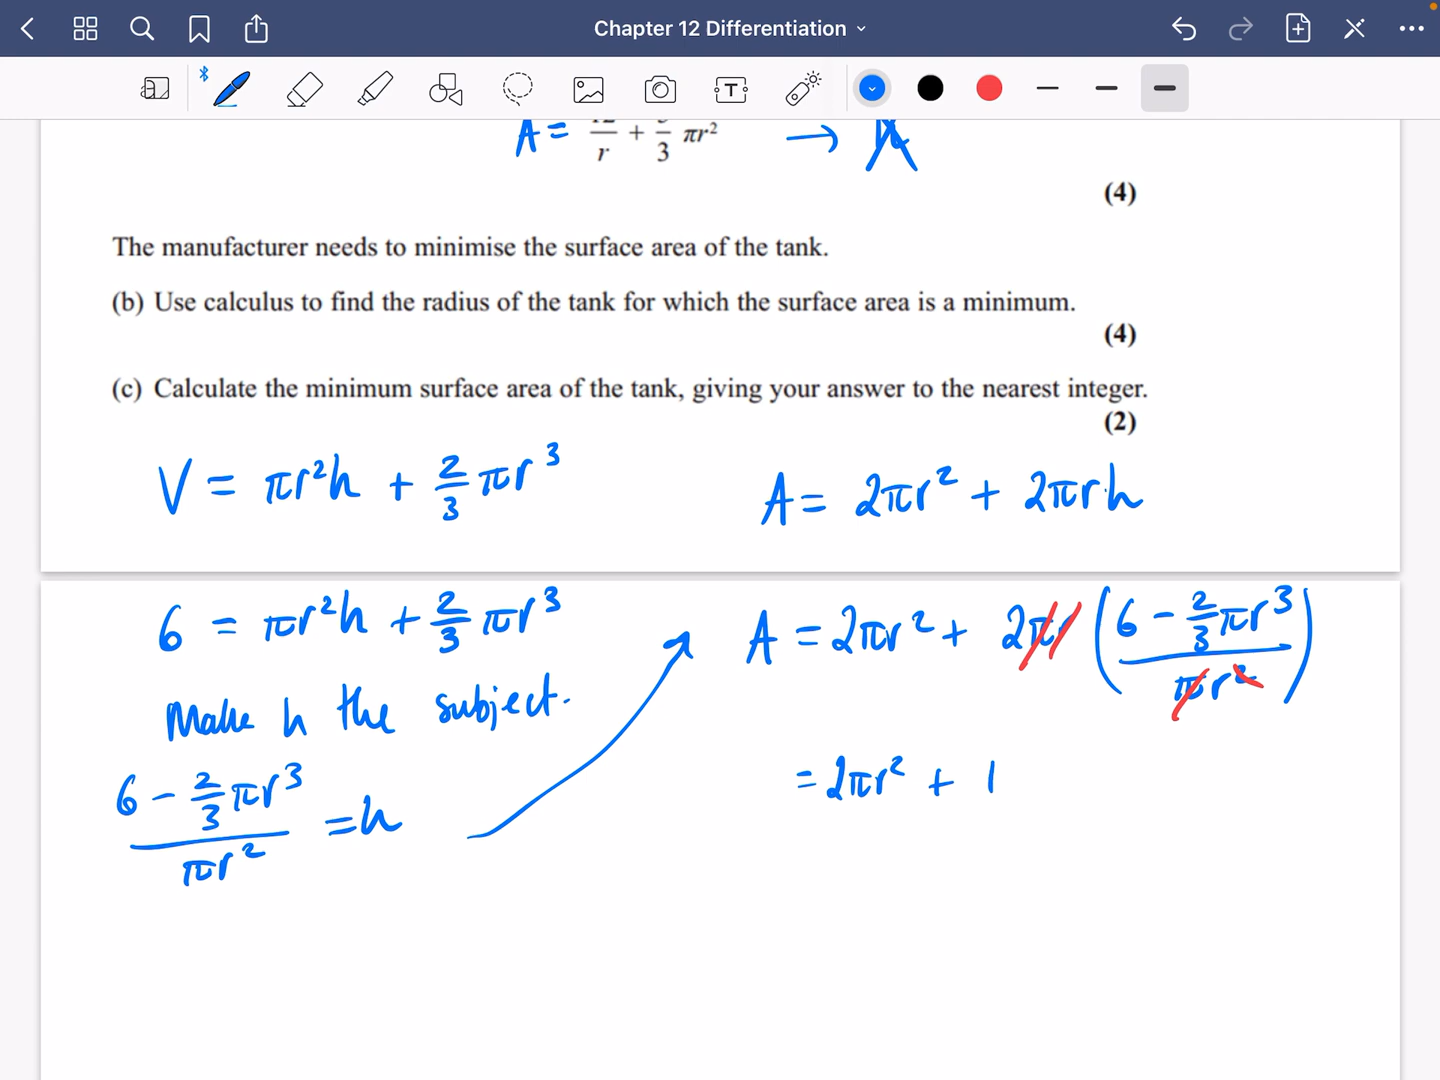 Chapter 12 Differentiation
A = 12/r + 5/3 πr² → A
(4)
The manufacturer needs to minimise the surface area of the tank.
(b) Use calculus to find the radius of the tank for which the surface area is a minimum.
(4)
(c) Calculate the minimum surface area of the tank, giving your answer to the nearest integer.
(2)
V = πr²h + 2/3 πr³
A = 2πr² + 2πrh
6 = πr²h + 2/3 πr³
Make h the subject.
(6 - 2/3 πr³)/πr² = h
A = 2πr² + 2πr ((6 - 2/3 πr³)/πr²)
= 2πr² + 1